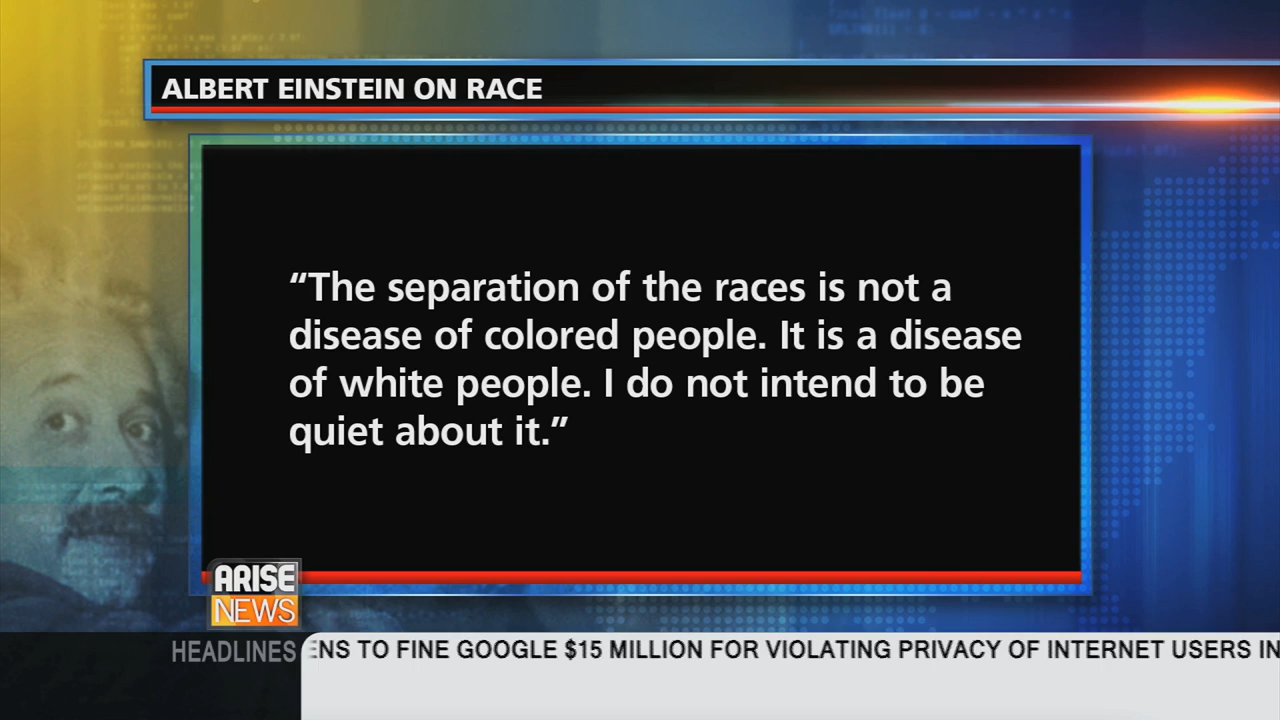 ALBERT EINSTEIN ON RACE
“The separation of the races is not a
disease of colored people. It is a disease
of white people. I do not intend to be
quiet about it.”
ARISE
NEWS
HEADLINES ENS TO FINE GOOGLE $15 MILLION FOR VIOLATING PRIVACY OF INTERNET USERS IN